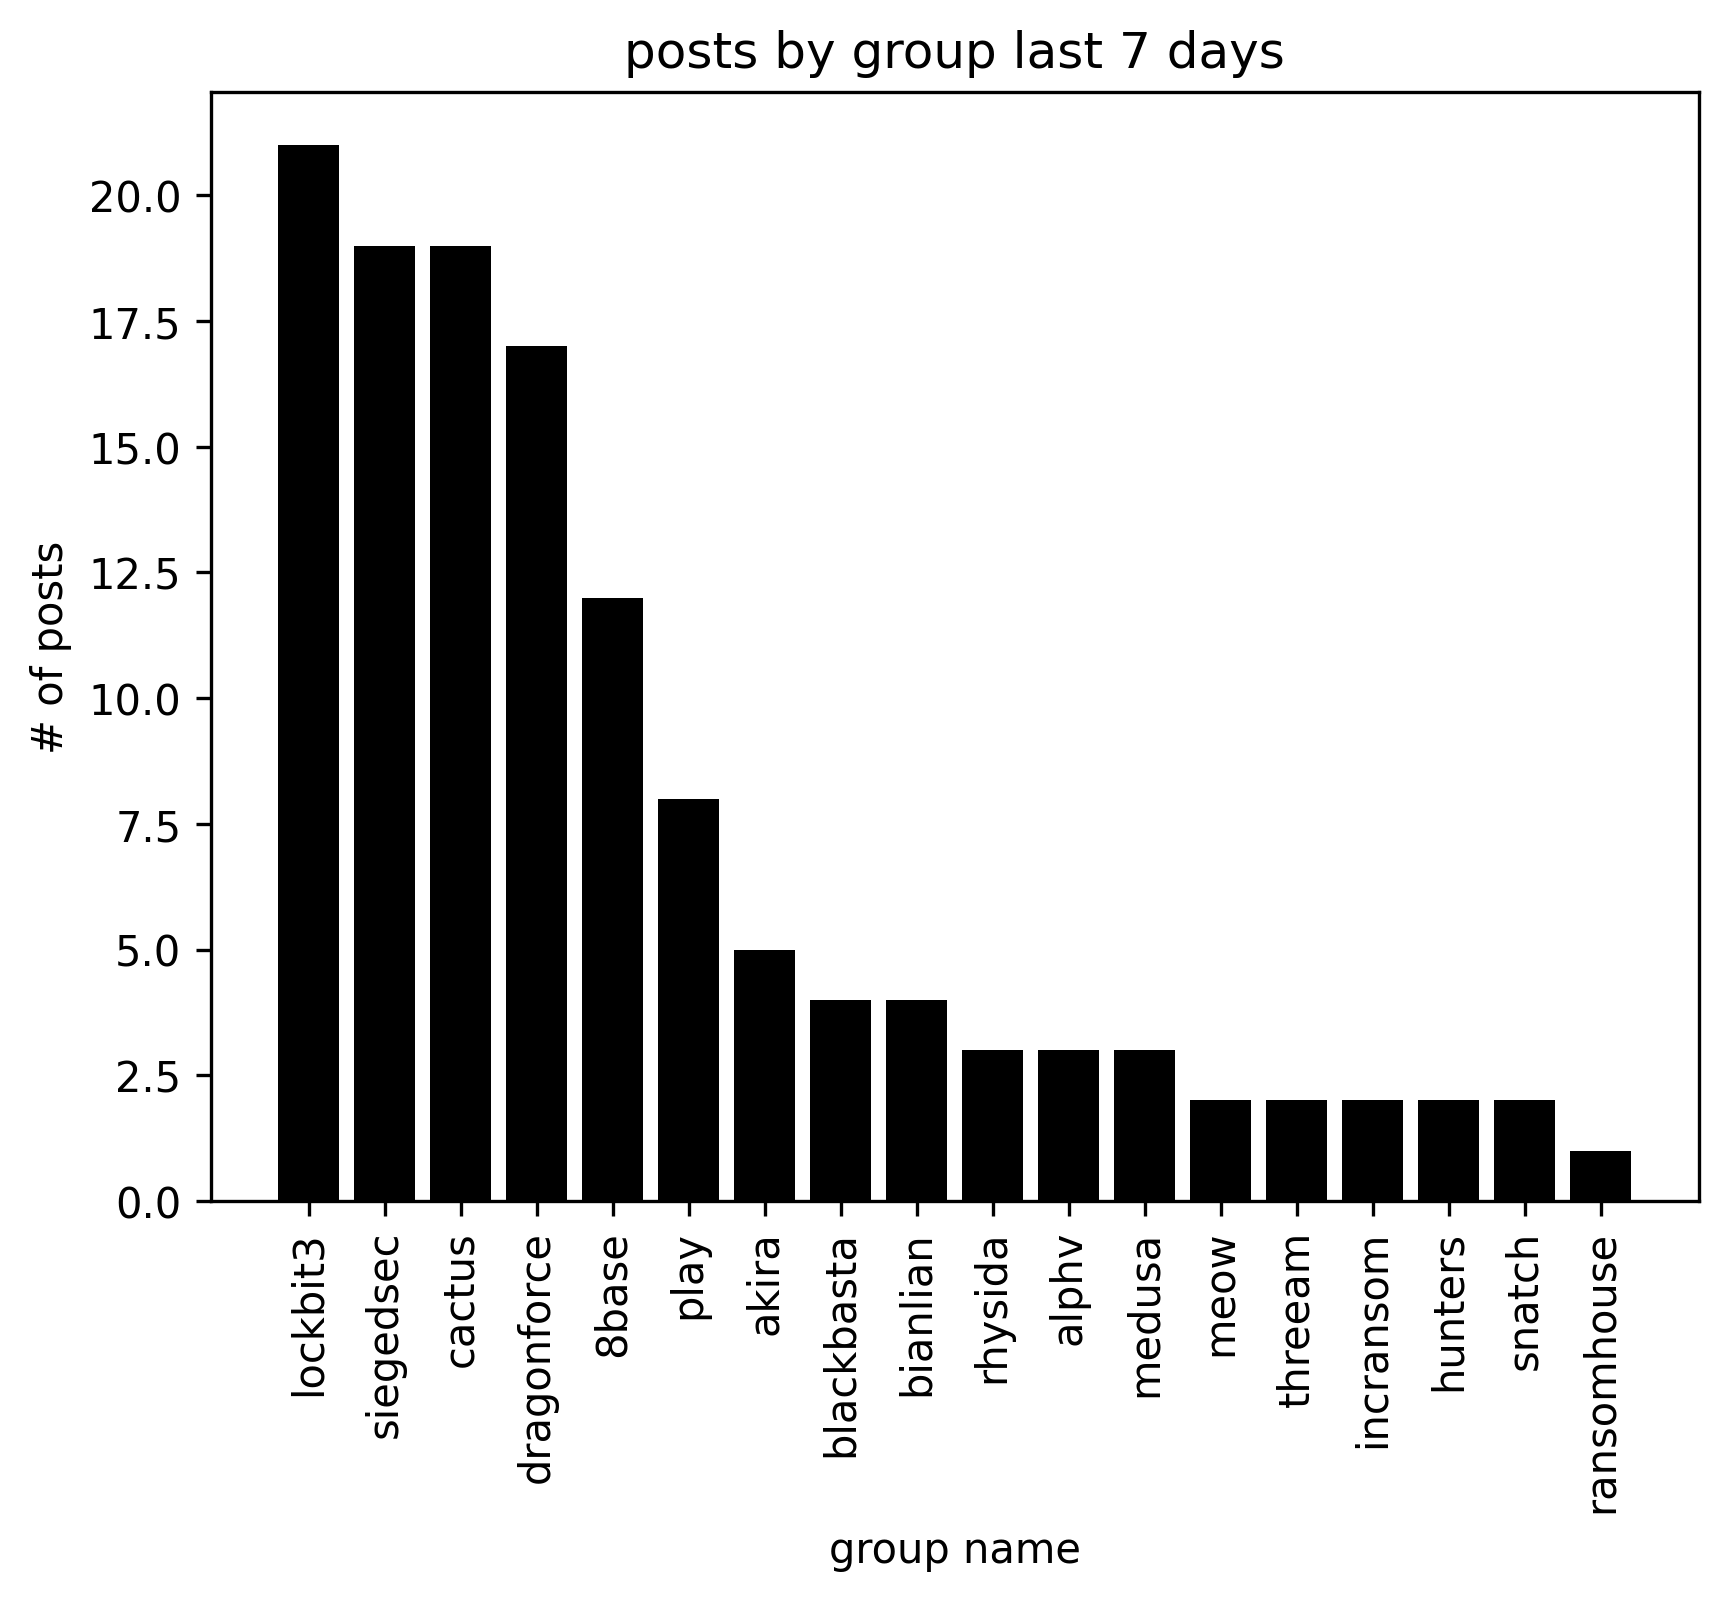 posts by group last 7 days
# of posts
20.0
17.5
15.0
12.5
10.0
7.5
5.0
2.5
0.0
lockbit3
siegedsec
cactus
dragonforce
8base
play
akira
blackbasta
bianlian
rhysida
alphv
medusa
meow
threeam
incransom
hunters
snatch
ransomhouse
group name